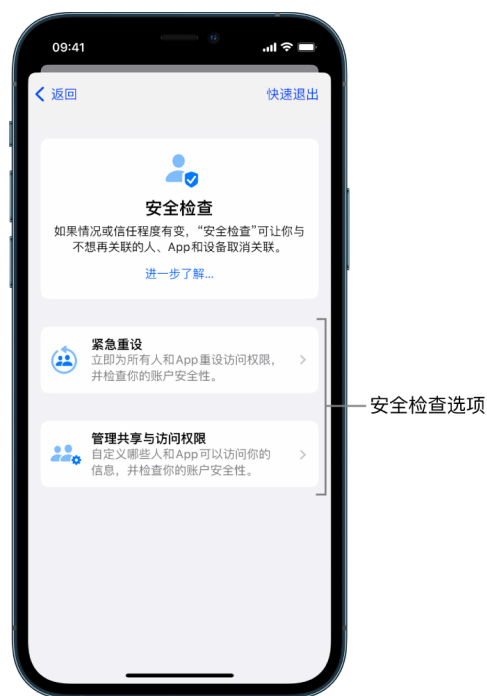 09:41
返回
快速退出
安全检查
如果情况或信任程度有变，“安全检查”可让你与
不想再关联的人、App和设备取消关联。
进一步了解...
紧急重设
立即为所有人和App重设访问权限，
并检查你的账户安全性。
安全检查选项
管理共享与访问权限
自定义哪些人和App可以访问你的
信息，并检查你的账户安全性。